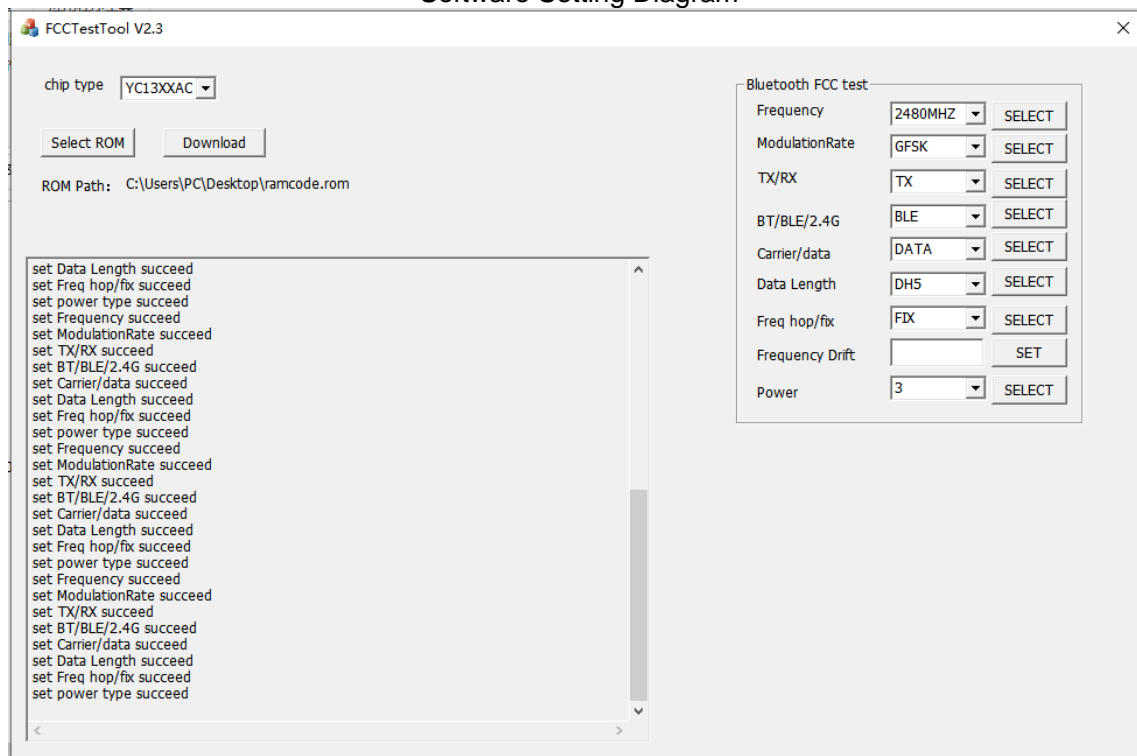 Software Setting Diagram
FCCTestTool V2.3
chip type YC13XXAC
Select ROM Download
ROM Path: C:\Users\PC\Desktop\ramcode.rom
set Data Length succeed
set Freq hop/fix succeed
set power type succeed
set Frequency succeed
set ModulationRate succeed
set TX/RX succeed
set BT/BLE/2.4G succeed
set Carrier/data succeed
set Data Length succeed
set Freq hop/fix succeed
set power type succeed
set Frequency succeed
set ModulationRate succeed
set TX/RX succeed
set BT/BLE/2.4G succeed
set Carrier/data succeed
set Data Length succeed
set Freq hop/fix succeed
set power type succeed
set Frequency succeed
set ModulationRate succeed
set TX/RX succeed
set BT/BLE/2.4G succeed
set Carrier/data succeed
set Data Length succeed
set Freq hop/fix succeed
set power type succeed
Bluetooth FCC test
Frequency 2480MHZ SELECT
ModulationRate GFSK SELECT
TX/RX TX SELECT
BT/BLE/2.4G BLE SELECT
Carrier/data DATA SELECT
Data Length DH5 SELECT
Freq hop/fix FIX SELECT
Frequency Drift SET
Power 3 SELECT